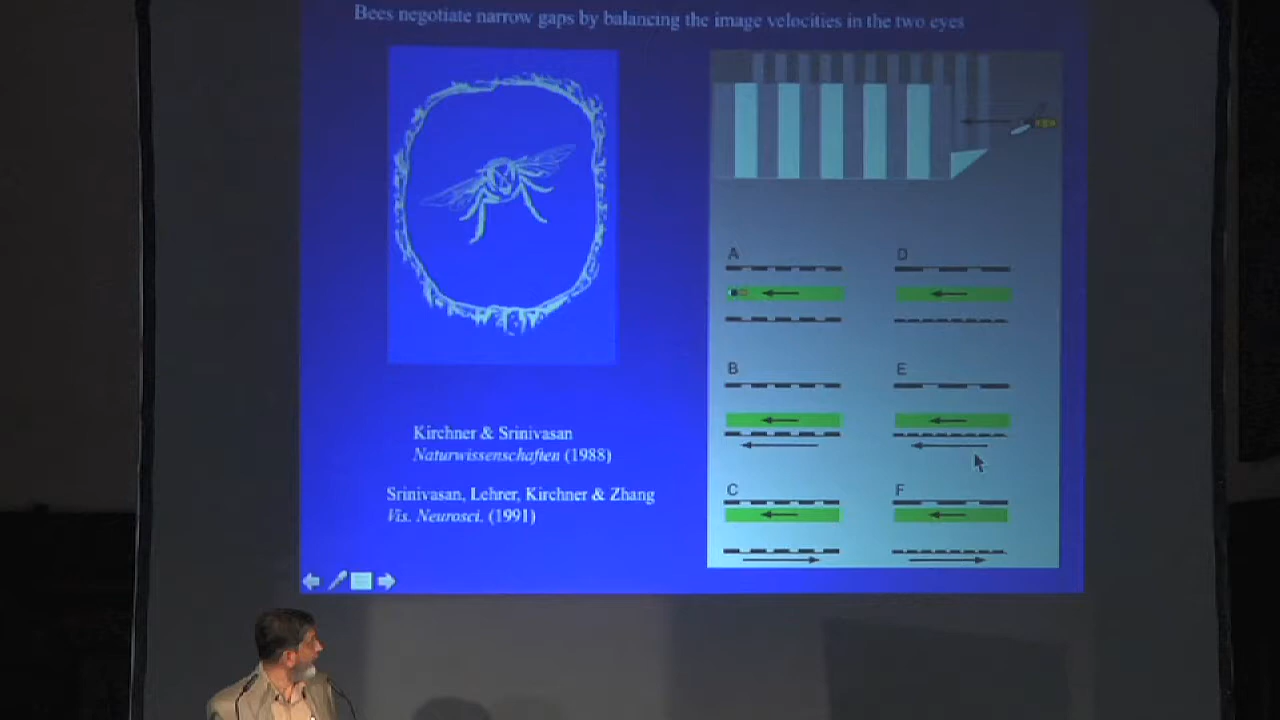 Bees negotiate narrow gaps by balancing the image velocities in the two eyes
Kirchner & Srinivasan
Naturwissenschaften (1988)
Srinivasan, Lehrer, Kirchner & Zhang
Vis. Neurosci. (1991)
A
D
B
E
C
F